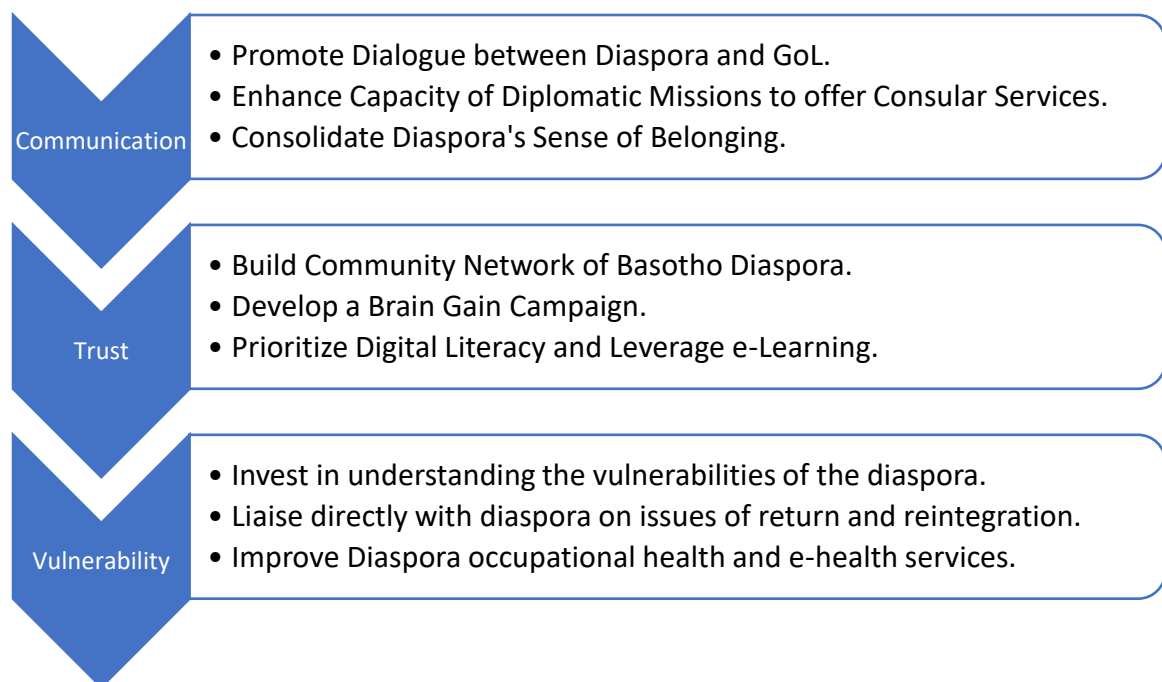 Communication
• Promote Dialogue between Diaspora and GoL.
• Enhance Capacity of Diplomatic Missions to offer Consular Services.
• Consolidate Diaspora's Sense of Belonging.
Trust
• Build Community Network of Basotho Diaspora.
• Develop a Brain Gain Campaign.
• Prioritize Digital Literacy and Leverage e-Learning.
Vulnerability
• Invest in understanding the vulnerabilities of the diaspora.
• Liaise directly with diaspora on issues of return and reintegration.
• Improve Diaspora occupational health and e-health services.